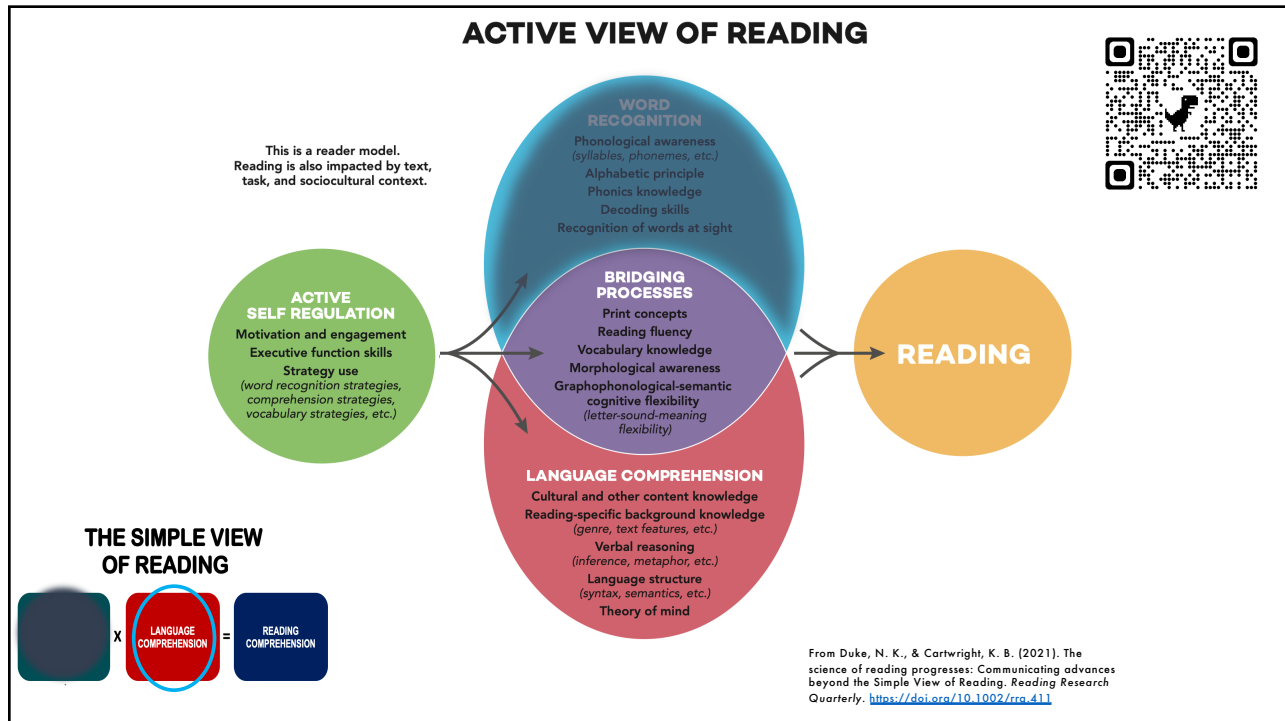 ACTIVE VIEW OF READING
This is a reader model.
Reading is also impacted by text,
task, and sociocultural context.
WORD
RECOGNITION
Phonological awareness
(syllables, phonemes, etc.)
Alphabetic principle
Phonics knowledge
Decoding skills
Recognition of words at sight
ACTIVE
SELF REGULATION
Motivation and engagement
Executive function skills
Strategy use
(word recognition strategies,
comprehension strategies,
vocabulary strategies, etc.)
BRIDGING
PROCESSES
Print concepts
Reading fluency
Vocabulary knowledge
Morphological awareness
Graphophonological-semantic
cognitive flexibility
(letter-sound-meaning
flexibility)
LANGUAGE COMPREHENSION
Cultural and other content knowledge
Reading-specific background knowledge
(genre, text features, etc.)
Verbal reasoning
(inference, metaphor, etc.)
Language structure
(syntax, semantics, etc.)
Theory of mind
READING
THE SIMPLE VIEW
OF READING
X
LANGUAGE
COMPREHENSION
=
READING
COMPREHENSION
From Duke, N. K., & Cartwright, K. B. (2021). The
science of reading progresses: Communicating advances
beyond the Simple View of Reading. Reading Research
Quarterly. https://doi.org/10.1002/rrq.411